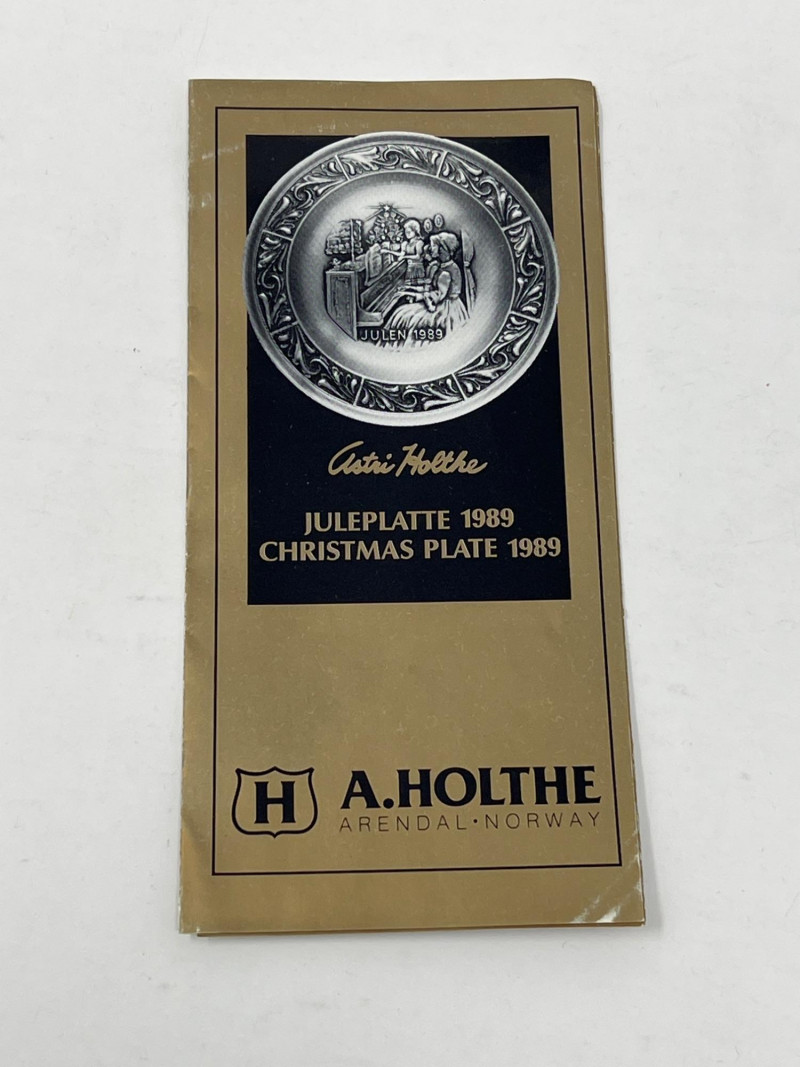 JULEN 1989
Astri Holthe
JULEPLATTE 1989
CHRISTMAS PLATE 1989
H
A.HOLTHE
ARENDAL·NORWAY